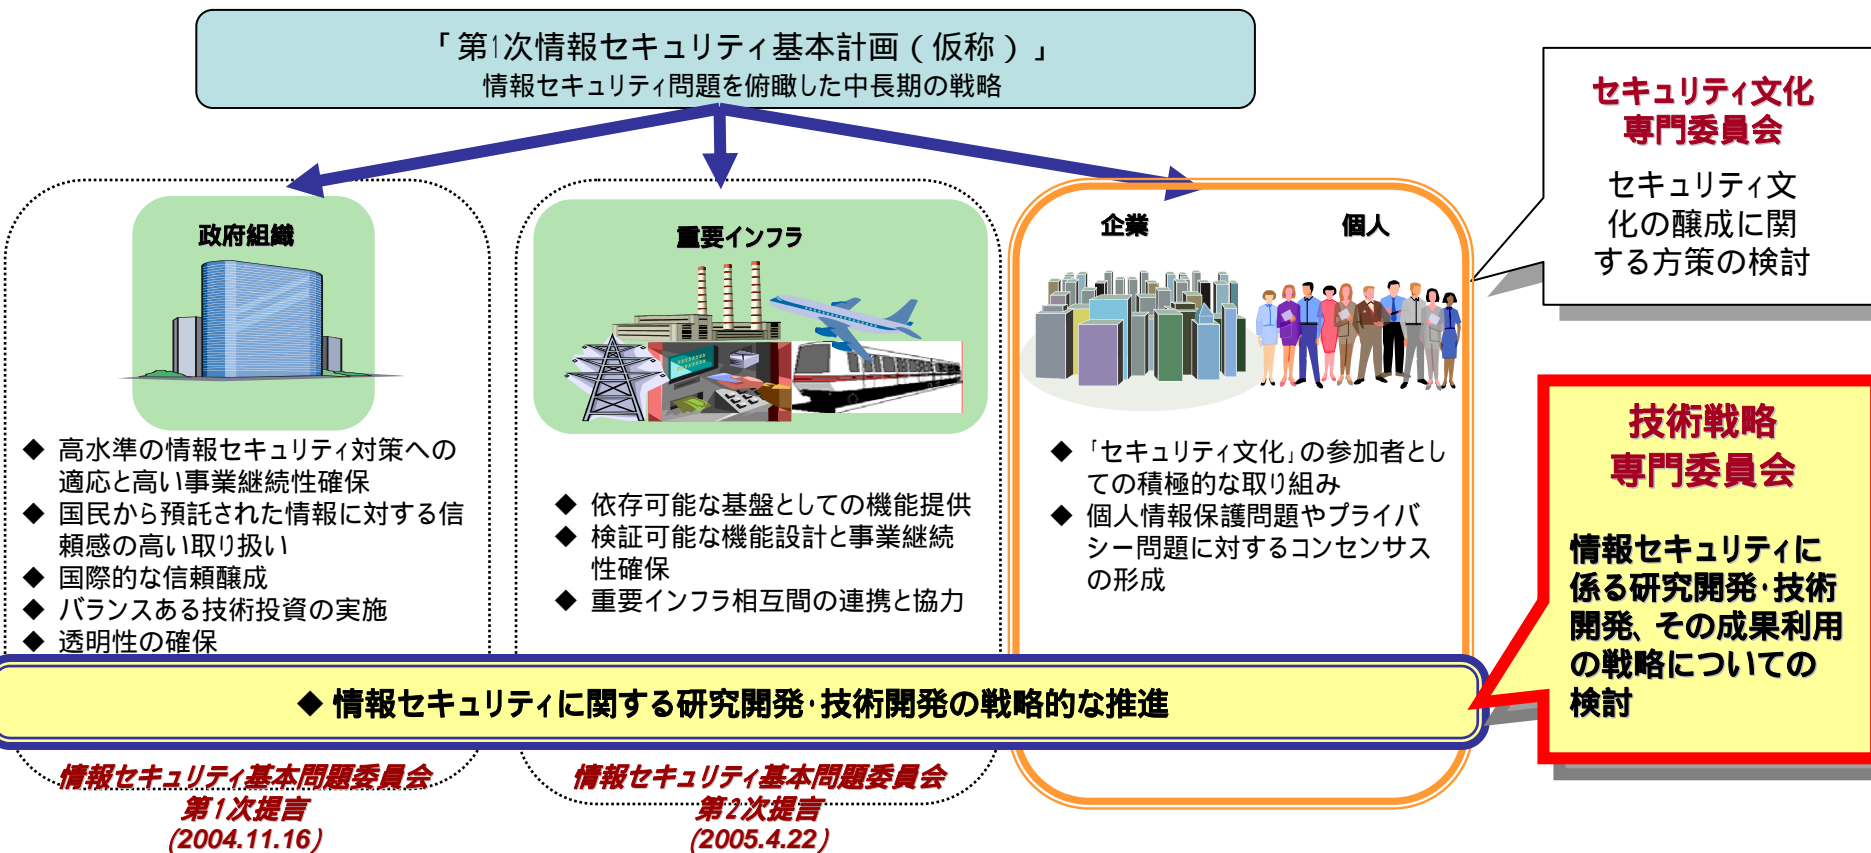 「第1次情報セキュリティ基本計画(仮称)」
情報セキュリティ問題を俯瞰した中長期の戦略
政府組織
◆ 高水準の情報セキュリティ対策への
適応と高い事業継続性確保
◆ 国民から預託された情報に対する信
頼感の高い取り扱い
◆ 国際的な信頼醸成
◆ バランスある技術投資の実施
◆ 透明性の確保
重要インフラ
◆ 依存可能な基盤としての機能提供
◆ 検証可能な機能設計と事業継続
性確保
◆ 重要インフラ相互間の連携と協力
企業 個人
◆ 「セキュリティ文化」の参加者とし
ての積極的な取り組み
◆ 個人情報保護問題やプライバ
シー問題に対するコンセンサス
の形成
◆ 情報セキュリティに関する研究開発・技術開発の戦略的な推進
情報セキュリティ基本問題委員会
第1次提言
(2004.11.16)
情報セキュリティ基本問題委員会
第2次提言
(2005.4.22)
セキュリティ文化
専門委員会
セキュリティ文
化の醸成に関
する方策の検討
技術戦略
専門委員会
情報セキュリティに
係る研究開発・技術
開発、その成果利用
の戦略についての
検討